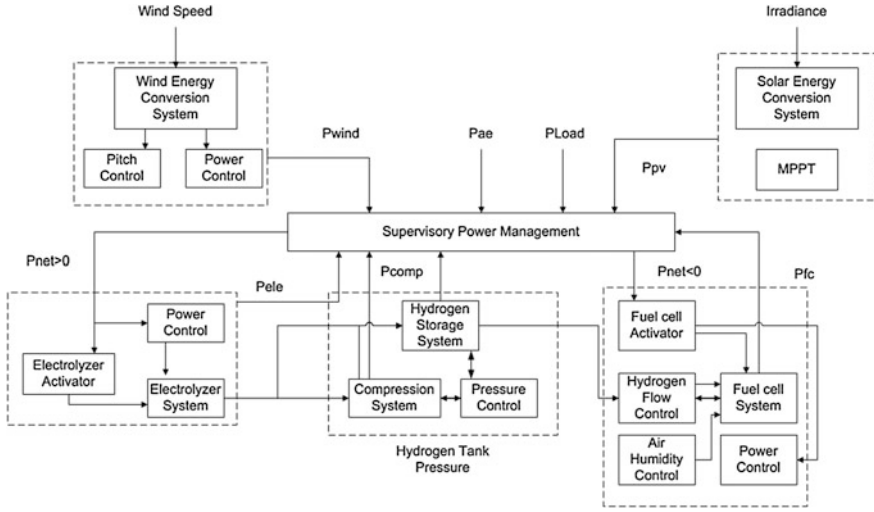 Wind Speed
Irradiance
Wind Energy
Conversion
System
Solar Energy
Conversion
System
Pitch
Control
Power
Control
MPPT
Pwind
Pae
PLoad
Ppv
Supervisory Power Management
Pnet>0
Pele
Pcomp
Pnet<0
Pfc
Power
Control
Electrolyzer
Activator
Electrolyzer
System
Hydrogen
Storage
System
Compression
System
Pressure
Control
Hydrogen Tank
Pressure
Fuel cell
Activator
Hydrogen
Flow
Control
Fuel cell
System
Air
Humidity
Control
Power
Control